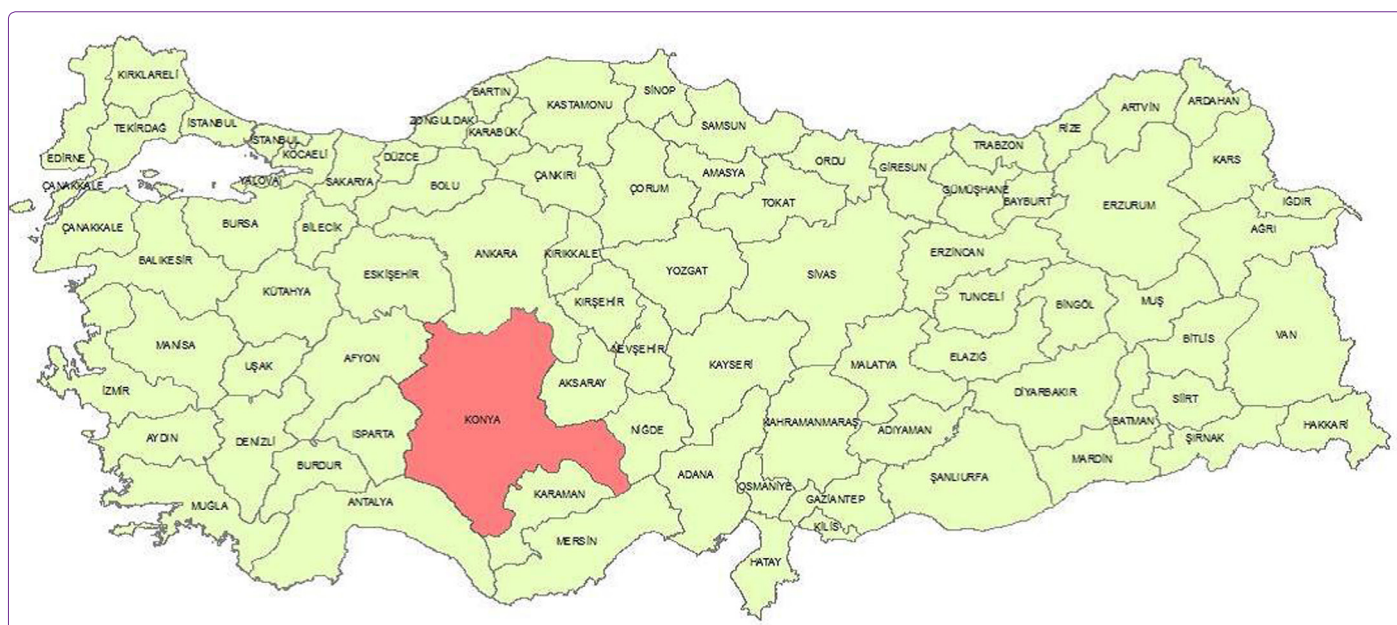 KIRKLARELİ
TEKİRDAĞ
İSTANBUL
EDİRNE
ÇANAKKALE
ÇANAKKALE
İSTANBUL
KOCAELİ
YALOVA
SAKARYA
DÜZCE
ZONGULDAK
BARTIN
KARABÜK
KASTAMONU
SİNOP
SAMSUN
ORDU
GİRESUN
TRABZON
RİZE
ARTVİN
ARDAHAN
KARS
IĞDIR
AĞRI
ERZURUM
BAYBURT
GÜMÜŞHANE
BOLU
ÇANKIRI
ÇORUM
AMASYA
TOKAT
BURSA
BİLECİK
BALIKESİR
ESKİŞEHİR
ANKARA
KIRIKKALE
YOZGAT
SİVAS
ERZİNCAN
TUNCELİ
BİNGÖL
MUŞ
BİTLİS
VAN
KÜTAHYA
KIRŞEHİR
NEVŞEHİR
KAYSERİ
MALATYA
ELAZIĞ
MANİSA
UŞAK
AFYON
AKSARAY
İZMİR
AYDIN
DENİZLİ
ISPARTA
KONYA
NİĞDE
KAHRAMANMARAŞ
ADIYAMAN
DİYARBAKIR
BATMAN
SİİRT
ŞIRNAK
HAKKARİ
MARDİN
ŞANLIURFA
BURDUR
MUĞLA
ANTALYA
KARAMAN
ADANA
OSMANİYE
GAZİANTEP
KİLİS
MERSİN
HATAY